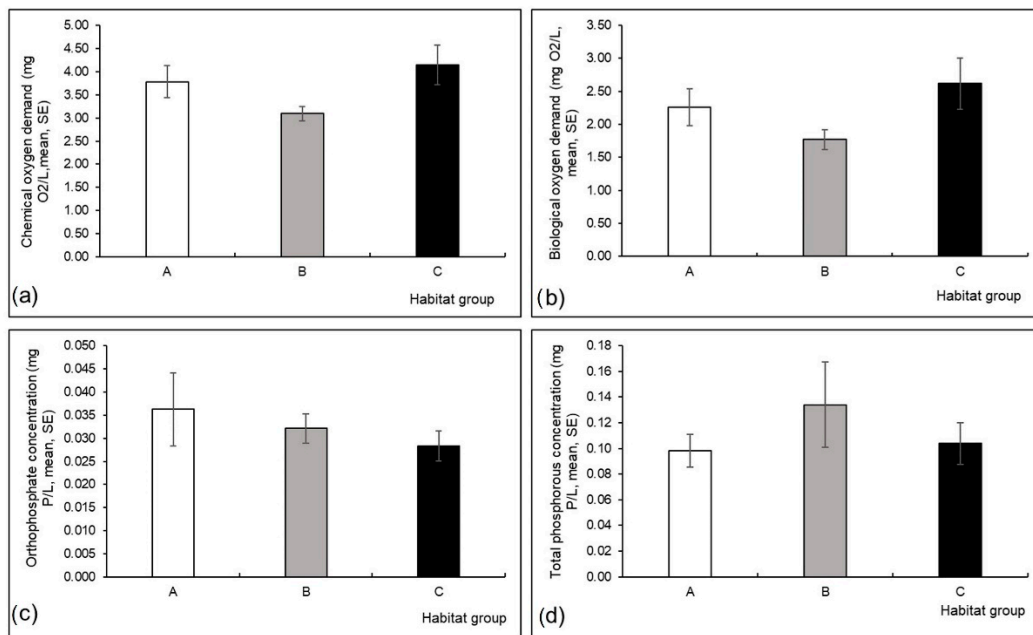 Chemical oxygen demand (mg
O2/L,mean, SE)
5.00
4.50
4.00
3.50
3.00
2.50
2.00
1.50
1.00
0.50
0.00
A B C
Habitat group
(a)
Biological oxygen demand (mg O2/L,
mean, SE)
3.50
3.00
2.50
2.00
1.50
1.00
0.50
0.00
A B C
Habitat group
(b)
Orthophosphate concentration (mg
P/L, mean, SE)
0.050
0.045
0.040
0.035
0.030
0.025
0.020
0.015
0.010
0.005
0.000
A B C
Habitat group
(c)
Total phosphorous concentration (mg
P/L, mean, SE)
0.18
0.16
0.14
0.12
0.10
0.08
0.06
0.04
0.02
0.00
A B C
Habitat group
(d)